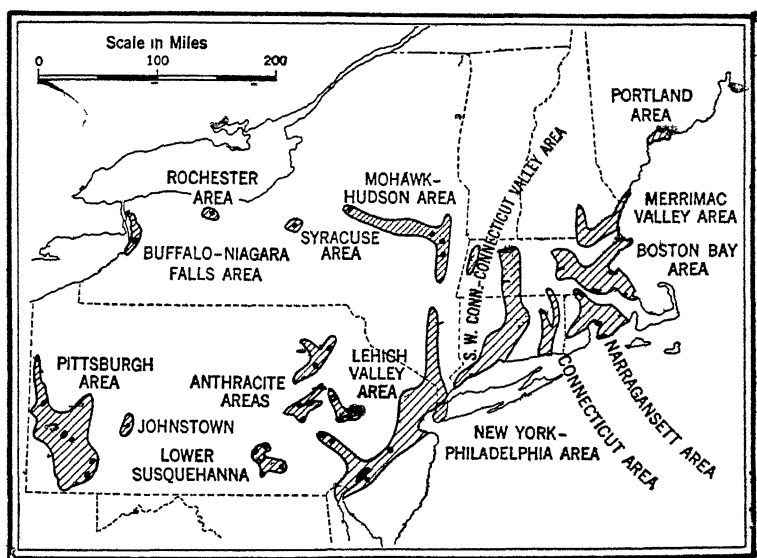 Scale in Miles
0 100 200
PORTLAND
AREA
ROCHESTER
AREA
MOHAWK-
HUDSON AREA
S. W. CONN.-CONNECTICUT VALLEY AREA
MERRIMAC
VALLEY AREA
SYRACUSE
AREA
BUFFALO-NIAGARA
FALLS AREA
BOSTON BAY
AREA
PITTSBURGH
AREA
ANTHRACITE
AREAS
LEHIGH
VALLEY
AREA
JOHNSTOWN
LOWER
SUSQUEHANNA
NEW YORK-
PHILADELPHIA AREA
CONNECTICUT AREA
NARRAGANSETT AREA